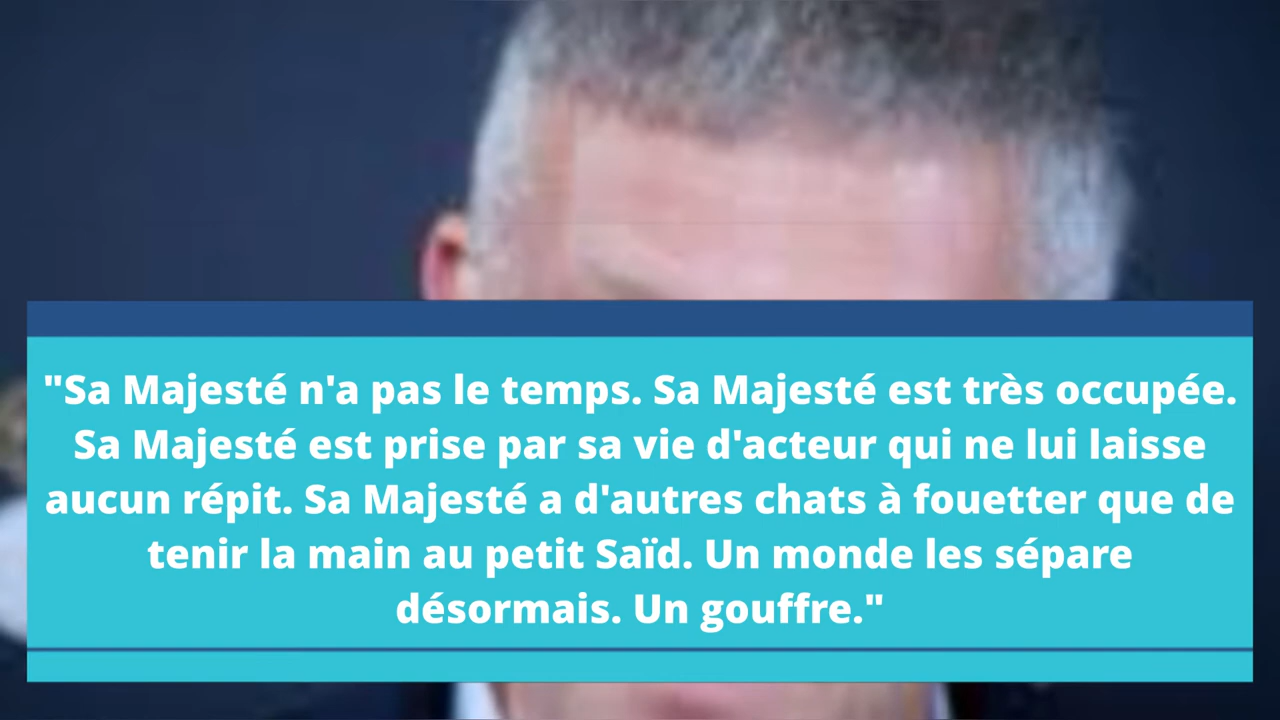 "Sa Majesté n'a pas le temps. Sa Majesté est très occupée.
Sa Majesté est prise par sa vie d'acteur qui ne lui laisse
aucun répit. Sa Majesté a d'autres chats à fouetter que de
tenir la main au petit Saïd. Un monde les sépare
désormais. Un gouffre."